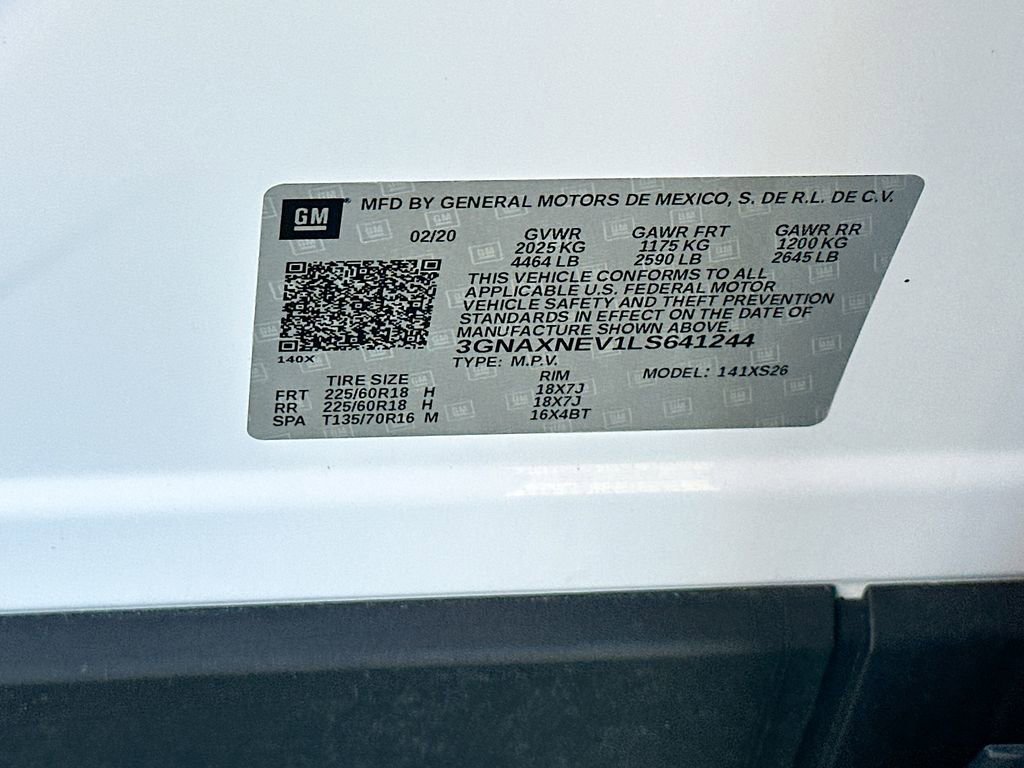 GM MFD BY GENERAL MOTORS DE MEXICO, S. DE R.L. DE C.V.
02/20 GVWR GAWR FRT GAWR RR
2025 KG 1175 KG 1200 KG
4464 LB 2590 LB 2645 LB
THIS VEHICLE CONFORMS TO ALL
APPLICABLE U.S. FEDERAL MOTOR
VEHICLE SAFETY AND THEFT PREVENTION
STANDARDS IN EFFECT ON THE DATE OF
MANUFACTURE SHOWN ABOVE.
3GNAXNEV1LS641244
140X
TYPE: M.P.V. MODEL: 141XS26
TIRE SIZE RIM
FRT 225/60R18 H 18X7J
RR 225/60R18 H 18X7J
SPA T135/70R16 M 16X4BT